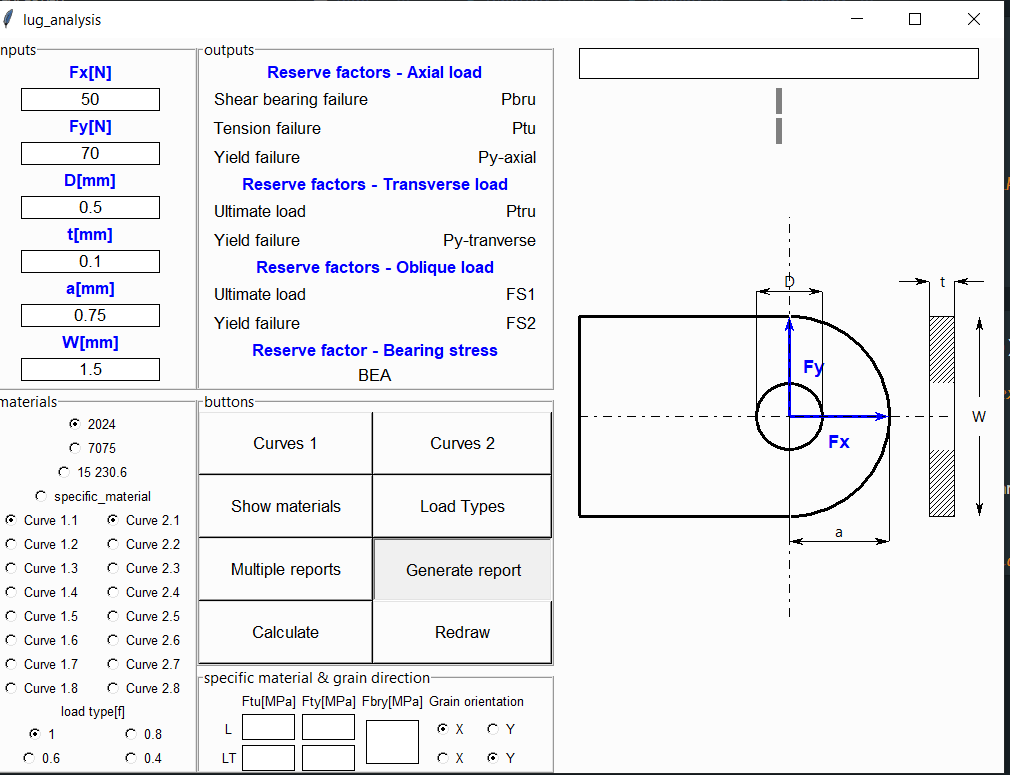 lug_analysis
nputs
Fx[N]
50
Fy[N]
70
D[mm]
0.5
t[mm]
0.1
a[mm]
0.75
W[mm]
1.5
outputs
Reserve factors - Axial load
Shear bearing failure Pbru
Tension failure Ptu
Yield failure Py-axial
Reserve factors - Transverse load
Ultimate load Ptru
Yield failure Py-tranverse
Reserve factors - Oblique load
Ultimate load FS1
Yield failure FS2
Reserve factor - Bearing stress
BEA
materials
2024
7075
15 230.6
specific_material
Curve 1.1 Curve 2.1
Curve 1.2 Curve 2.2
Curve 1.3 Curve 2.3
Curve 1.4 Curve 2.4
Curve 1.5 Curve 2.5
Curve 1.6 Curve 2.6
Curve 1.7 Curve 2.7
Curve 1.8 Curve 2.8
load type[f]
1 0.8
0.6 0.4
buttons
Curves 1 Curves 2
Show materials Load Types
Multiple reports Generate report
Calculate Redraw
specific material & grain direction
Ftu[MPa] Fty[MPa] Fbry[MPa] Grain orientation
L X Y
LT X Y
D
t
Fy
Fx
W
a